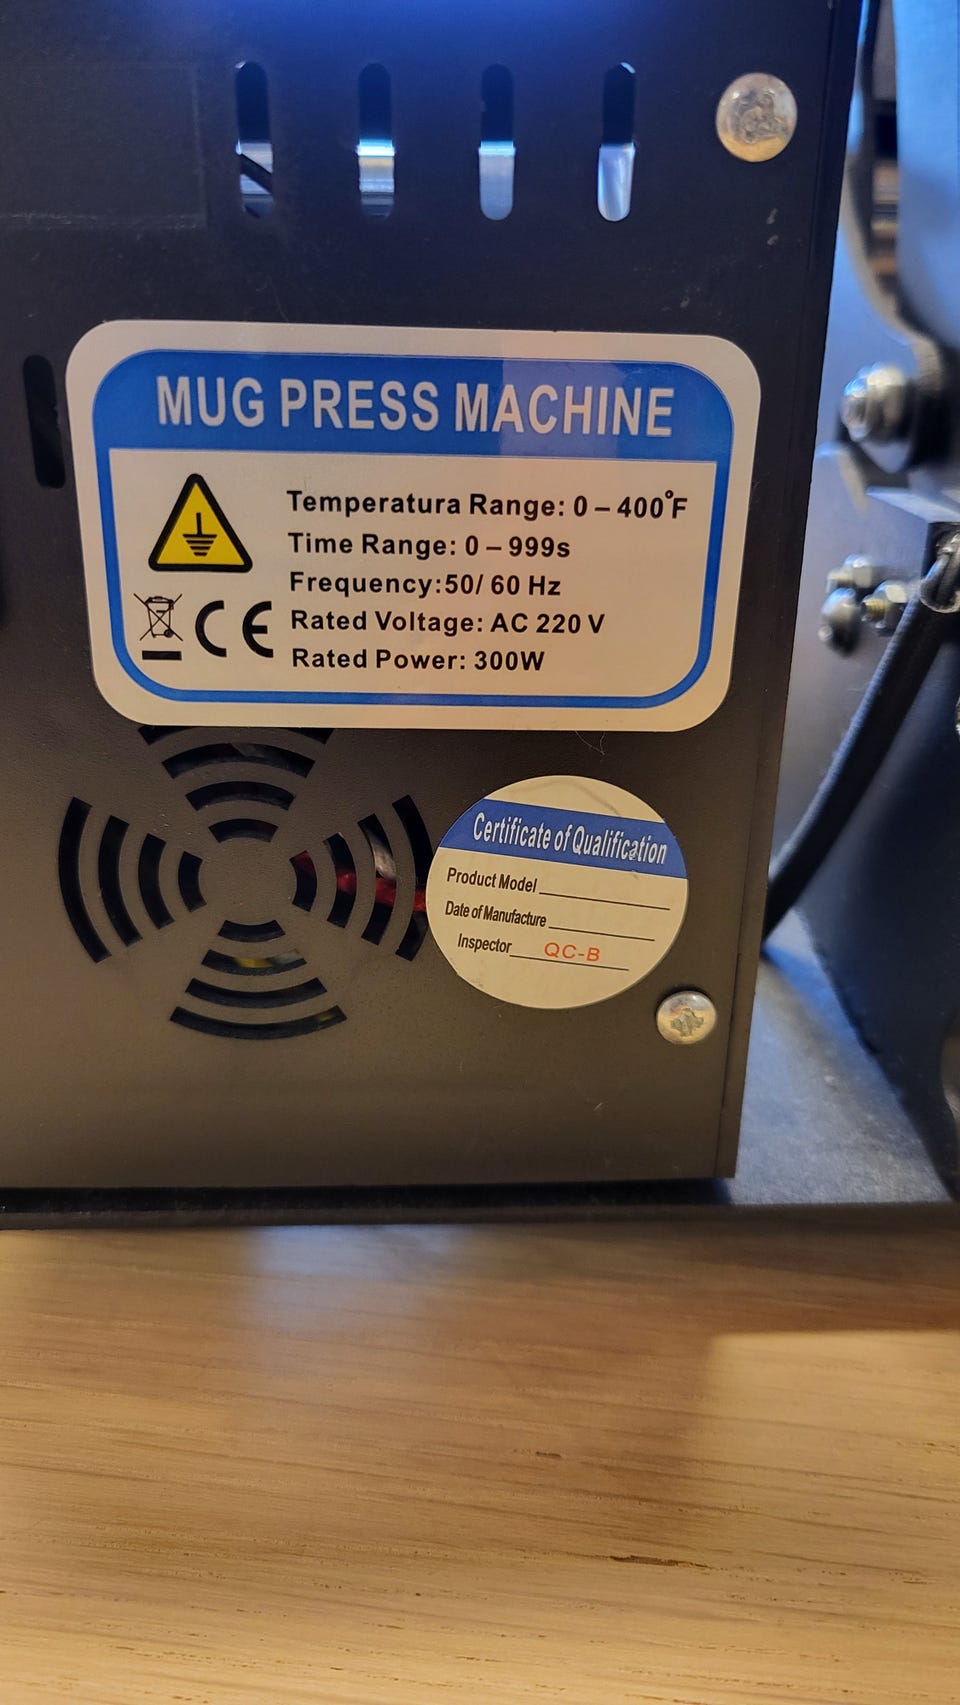 MUG PRESS MACHINE
Temperatura Range: 0 – 400°F
Time Range: 0 – 999s
Frequency:50/ 60 Hz
Rated Voltage: AC 220 V
Rated Power: 300W
CE
Certificate of Qualification
Product Model
Date of Manufacture
Inspector QC-B